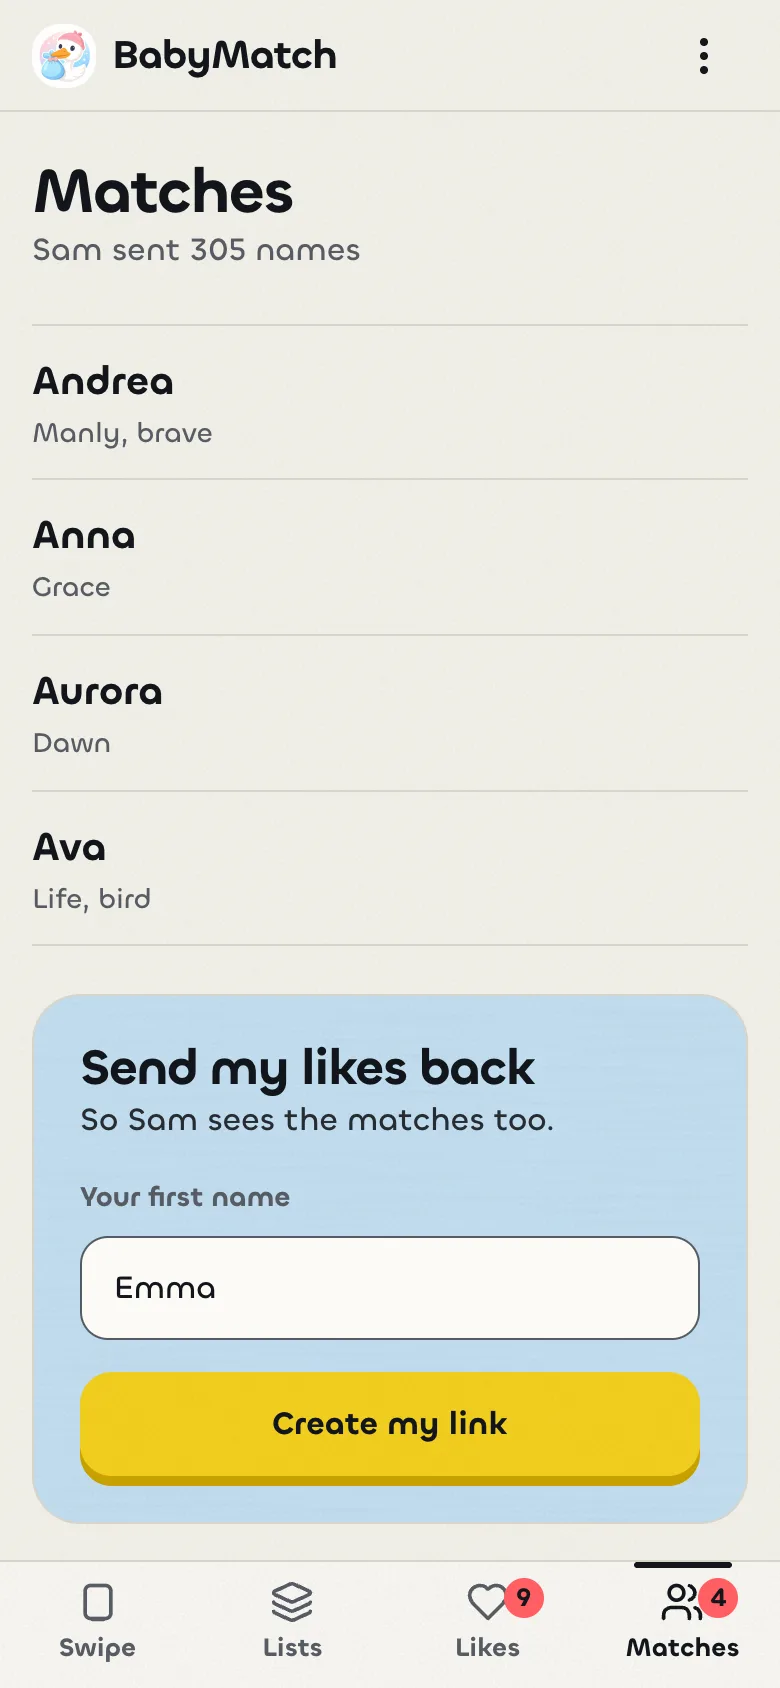 BabyMatch
Matches
Sam sent 305 names
Andrea
Manly, brave
Anna
Grace
Aurora
Dawn
Ava
Life, bird
Send my likes back
So Sam sees the matches too.
Your first name
Emma
Create my link
Swipe
Lists
9
Likes
4
Matches